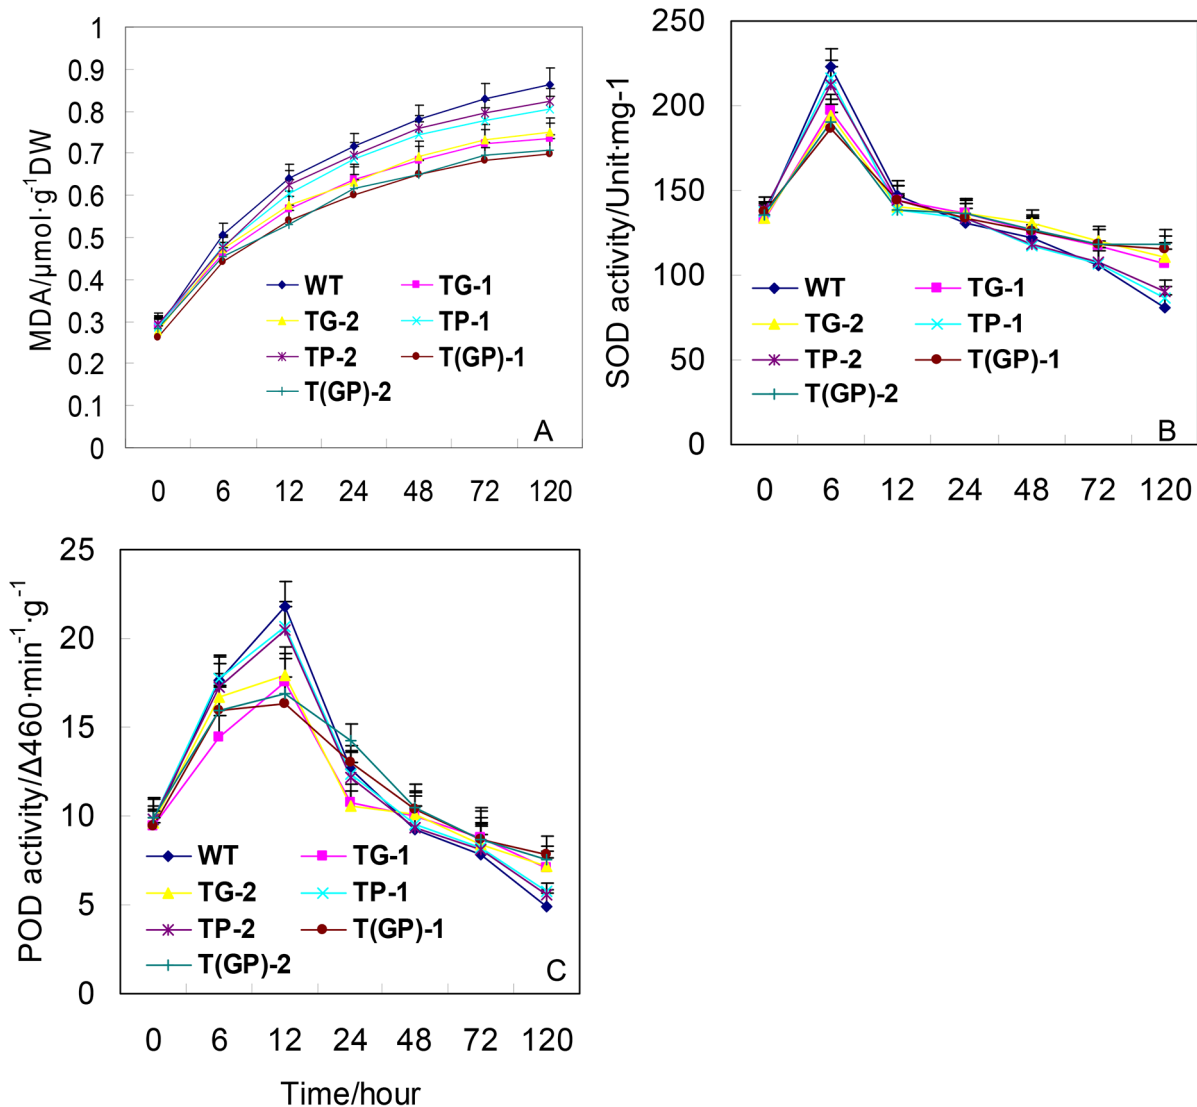 1
0.9
0.8
0.7
0.6
0.5
0.4
0.3
0.2
0.1
0
MDA/μmol·g-1DW
WT TG-1
TG-2 TP-1
TP-2 T(GP)-1
T(GP)-2
A
0 6 12 24 48 72 120
250
200
150
100
50
0
SOD activity/Unit·mg-1
WT TG-1
TG-2 TP-1
TP-2 T(GP)-1
T(GP)-2
B
0 6 12 24 48 72 120
25
20
15
10
5
0
POD activity/Δ460·min-1·g-1
WT TG-1
TG-2 TP-1
TP-2 T(GP)-1
T(GP)-2
C
0 6 12 24 48 72 120
Time/hour